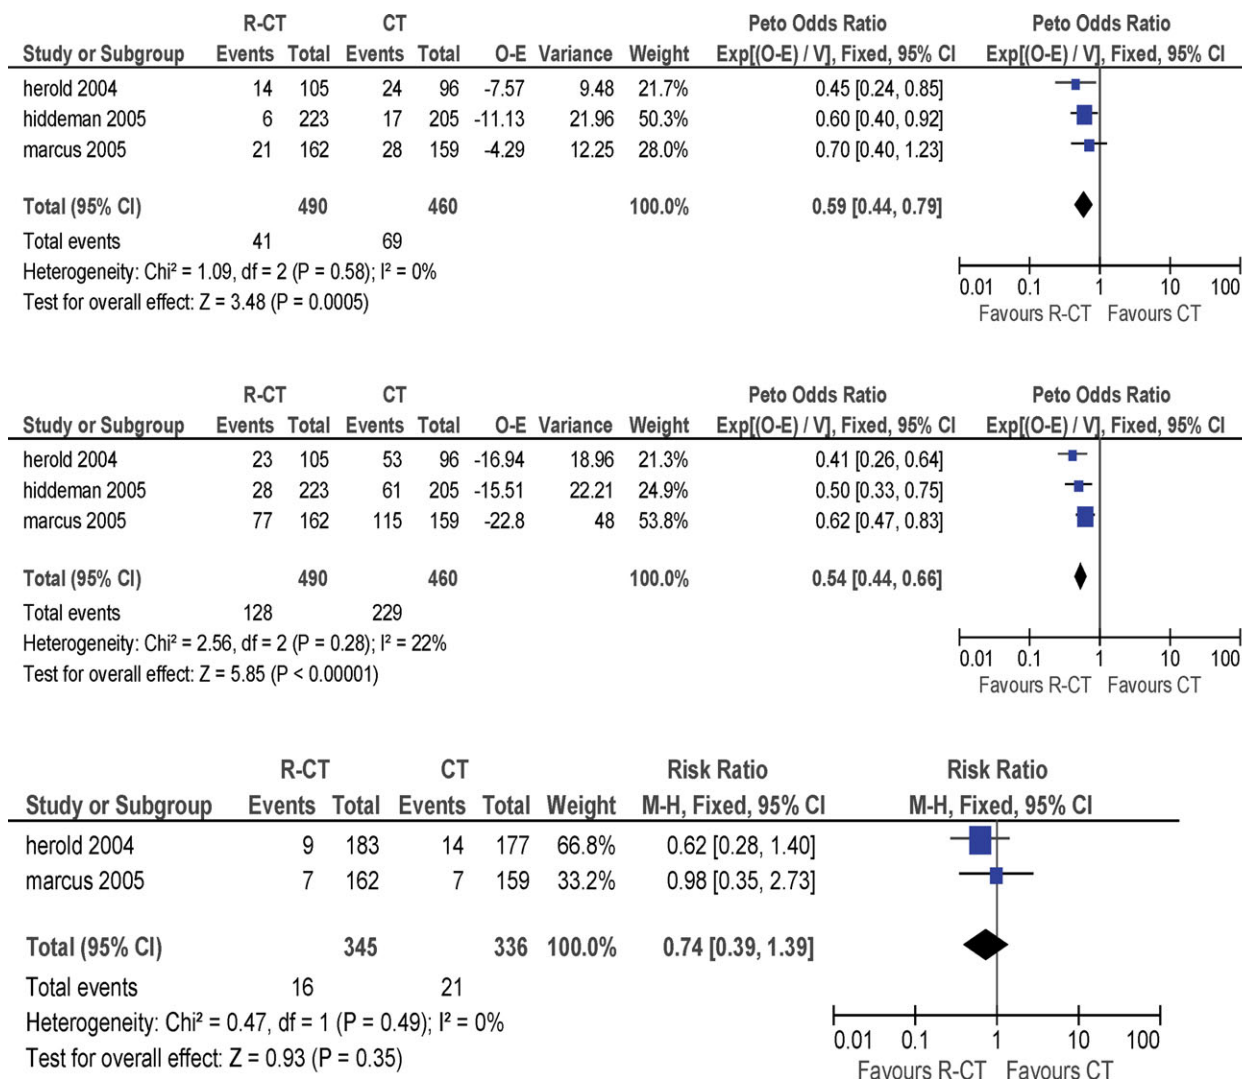 R-CT CT Peto Odds Ratio Peto Odds Ratio
Study or Subgroup Events Total Events Total O-E Variance Weight Exp[(O-E) / V], Fixed, 95% CI Exp[(O-E) / V], Fixed, 95% CI
herold 2004 14 105 24 96 -7.57 9.48 21.7% 0.45 [0.24, 0.85]
hiddeman 2005 6 223 17 205 -11.13 21.96 50.3% 0.60 [0.40, 0.92]
marcus 2005 21 162 28 159 -4.29 12.25 28.0% 0.70 [0.40, 1.23]
Total (95% CI) 490 460 100.0% 0.59 [0.44, 0.79]
Total events 41 69
Heterogeneity: Chi² = 1.09, df = 2 (P = 0.58); I² = 0%
Test for overall effect: Z = 3.48 (P = 0.0005)
0.01 0.1 1 10 100
Favours R-CT Favours CT
R-CT CT Peto Odds Ratio Peto Odds Ratio
Study or Subgroup Events Total Events Total O-E Variance Weight Exp[(O-E) / V], Fixed, 95% CI Exp[(O-E) / V], Fixed, 95% CI
herold 2004 23 105 53 96 -16.94 18.96 21.3% 0.41 [0.26, 0.64]
hiddeman 2005 28 223 61 205 -15.51 22.21 24.9% 0.50 [0.33, 0.75]
marcus 2005 77 162 115 159 -22.8 48 53.8% 0.62 [0.47, 0.83]
Total (95% CI) 490 460 100.0% 0.54 [0.44, 0.66]
Total events 128 229
Heterogeneity: Chi² = 2.56, df = 2 (P = 0.28); I² = 22%
Test for overall effect: Z = 5.85 (P < 0.00001)
0.01 0.1 1 10 100
Favours R-CT Favours CT
R-CT CT Risk Ratio Risk Ratio
Study or Subgroup Events Total Events Total Weight M-H, Fixed, 95% CI M-H, Fixed, 95% CI
herold 2004 9 183 14 177 66.8% 0.62 [0.28, 1.40]
marcus 2005 7 162 7 159 33.2% 0.98 [0.35, 2.73]
Total (95% CI) 345 336 100.0% 0.74 [0.39, 1.39]
Total events 16 21
Heterogeneity: Chi² = 0.47, df = 1 (P = 0.49); I² = 0%
Test for overall effect: Z = 0.93 (P = 0.35)
0.01 0.1 1 10 100
Favours R-CT Favours CT